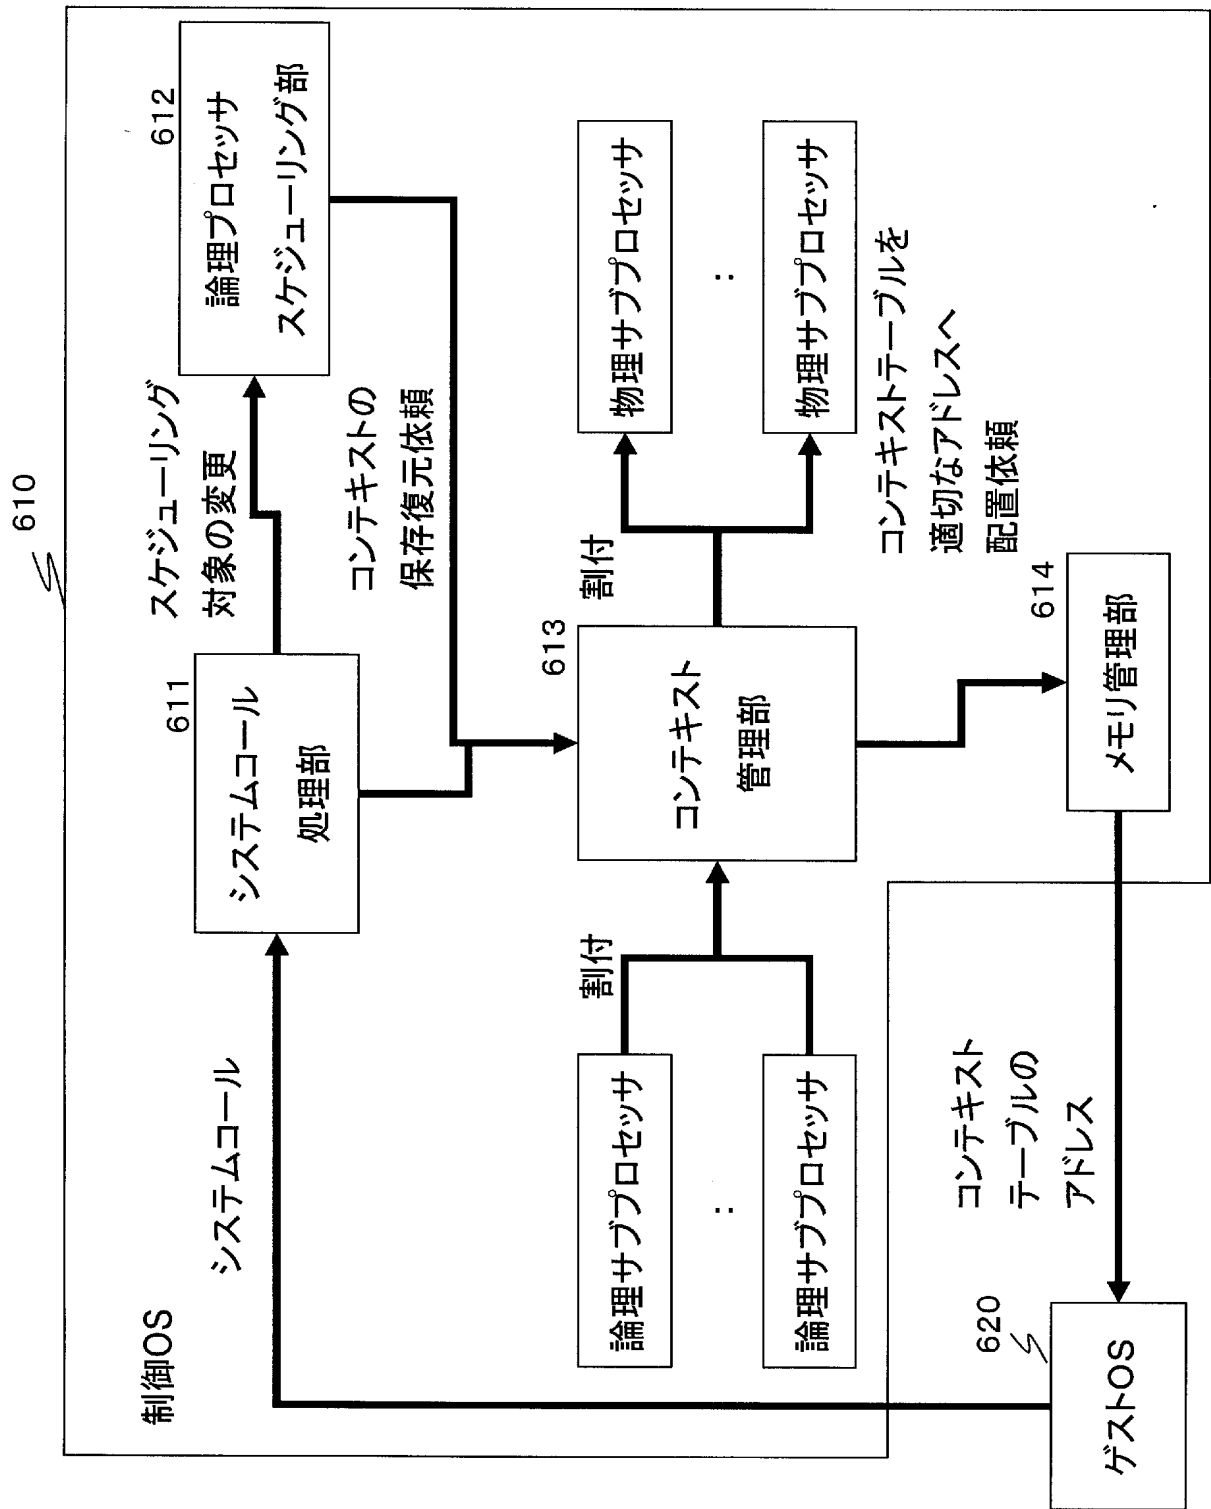 610
制御OS
システムコール
611
システムコール
処理部
スケジューリング
対象の変更
612
論理プロセッサ
スケジューリング部
コンテキストの
保存復元依頼
論理サブプロセッサ
:
論理サブプロセッサ
割付
613
コンテキスト
管理部
割付
物理サブプロセッサ
:
物理サブプロセッサ
コンテキストテーブルを
適切なアドレスへ
配置依頼
614
メモリ管理部
コンテキスト
テーブルの
アドレス
620
ゲストOS